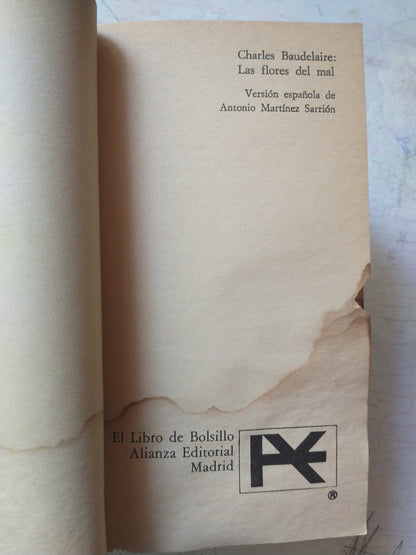 Charles Baudelaire:
Las flores del mal
Versión española de
Antonio Martínez Sarrión
El Libro de Bolsillo
Alianza Editorial
Madrid
®